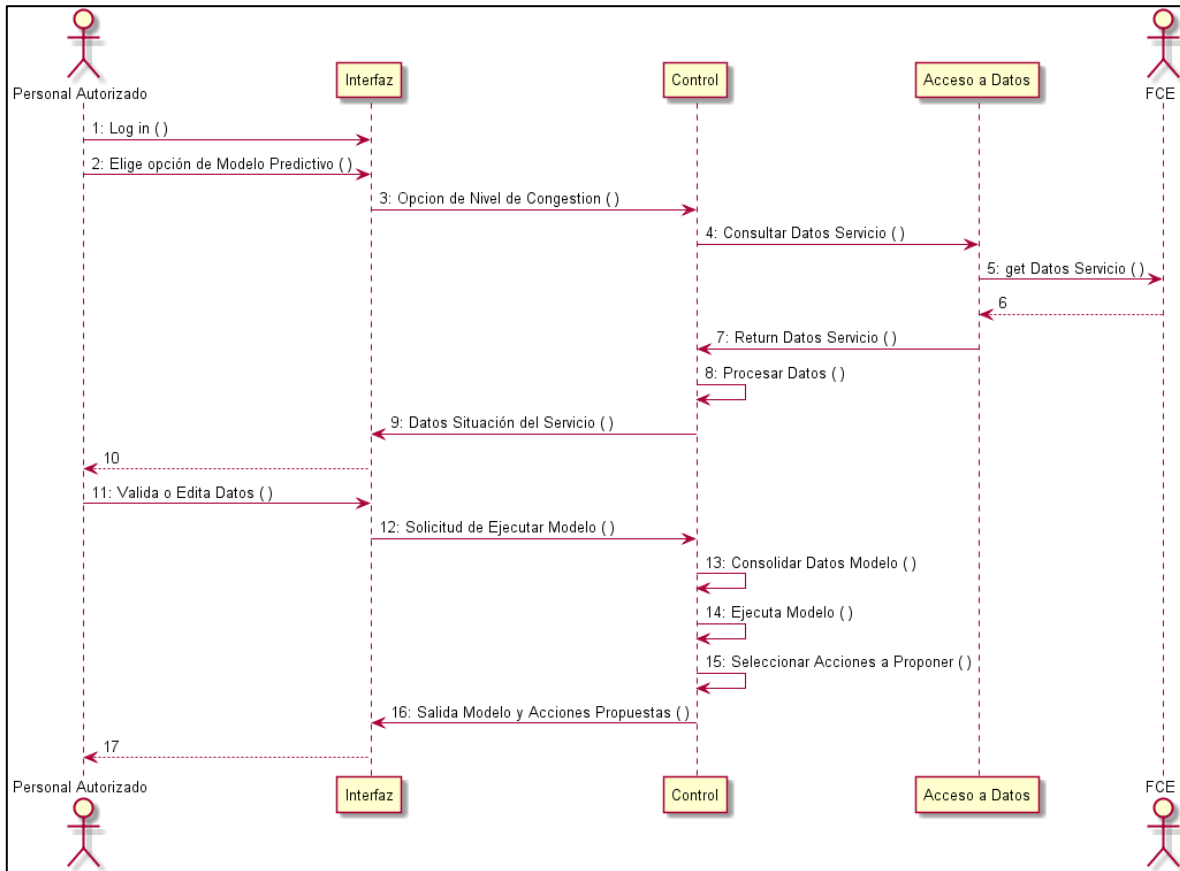 Personal Autorizado
Interfaz
Control
Acceso a Datos
FCE
1: Log in ( )
2: Elige opción de Modelo Predictivo ( )
3: Opcion de Nivel de Congestion ( )
4: Consultar Datos Servicio ( )
5: get Datos Servicio ( )
6
7: Return Datos Servicio ( )
8: Procesar Datos ( )
9: Datos Situación del Servicio ( )
10
11: Valida o Edita Datos ( )
12: Solicitud de Ejecutar Modelo ( )
13: Consolidar Datos Modelo ( )
14: Ejecuta Modelo ( )
15: Seleccionar Acciones a Proponer ( )
16: Salida Modelo y Acciones Propuestas ( )
17
Personal Autorizado
Interfaz
Control
Acceso a Datos
FCE